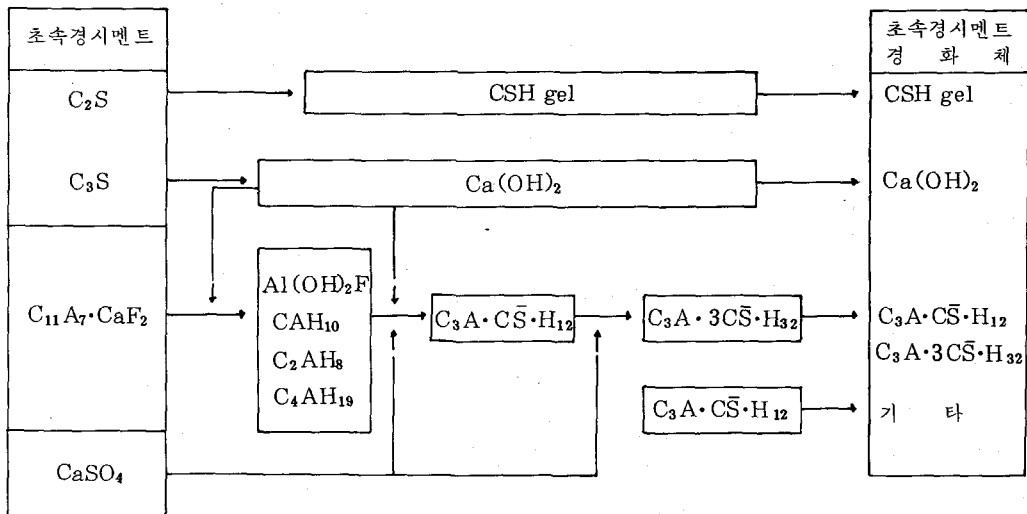 초속경시멘트
초속경시멘트
경 화 체
C₂S
CSH gel
CSH gel
C₃S
Ca(OH)₂
Ca(OH)₂
C₁₁A₇·CaF₂
Al(OH)₂F
CAH₁₀
C₂AH₈
C₄AH₁₉
C₃A·CS̄·H₁₂
C₃A·3CS̄·H₃₂
C₃A·CS̄·H₁₂
C₃A·3CS̄·H₃₂
C₃A·CS̄·H₁₂
기 타
CaSO₄